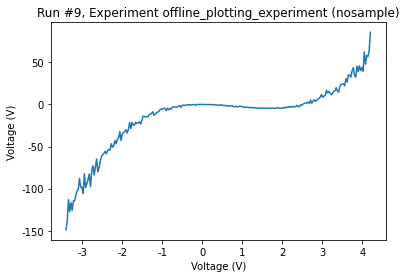 Run #9, Experiment offline_plotting_experiment (nosample)
Voltage (V)
50
0
-50
-100
-150
-3 -2 -1 0 1 2 3 4
Voltage (V)